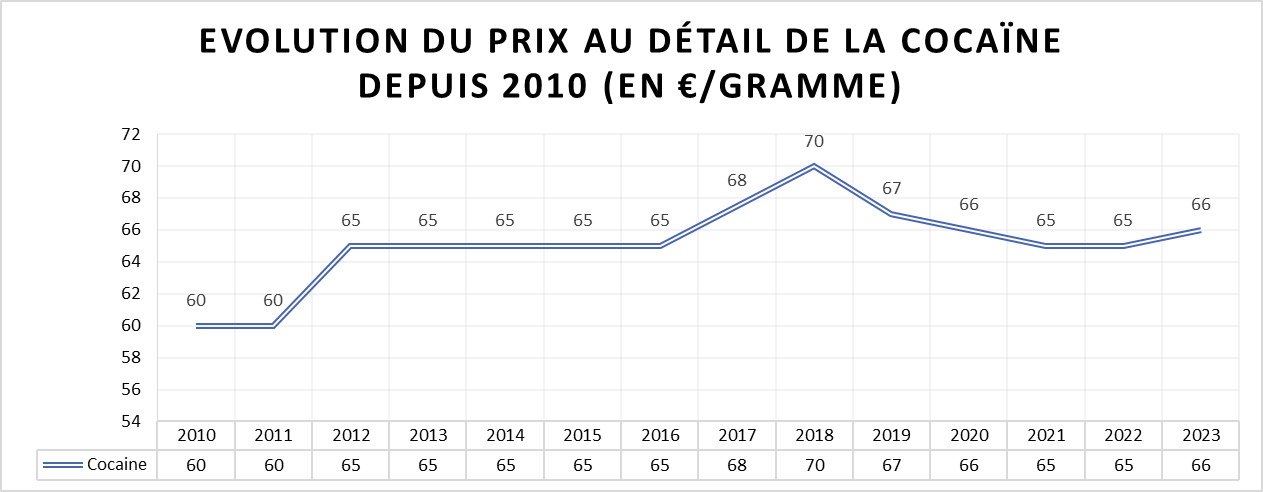 EVOLUTION DU PRIX AU DÉTAIL DE LA COCAÏNE
DEPUIS 2010 (EN €/GRAMME)
72
70
68
66
64
62
60
58
56
54
60 60 65 65 65 65 65 68 70 67 66 65 65 66
2010 2011 2012 2013 2014 2015 2016 2017 2018 2019 2020 2021 2022 2023
Cocaine 60 60 65 65 65 65 65 68 70 67 66 65 65 66